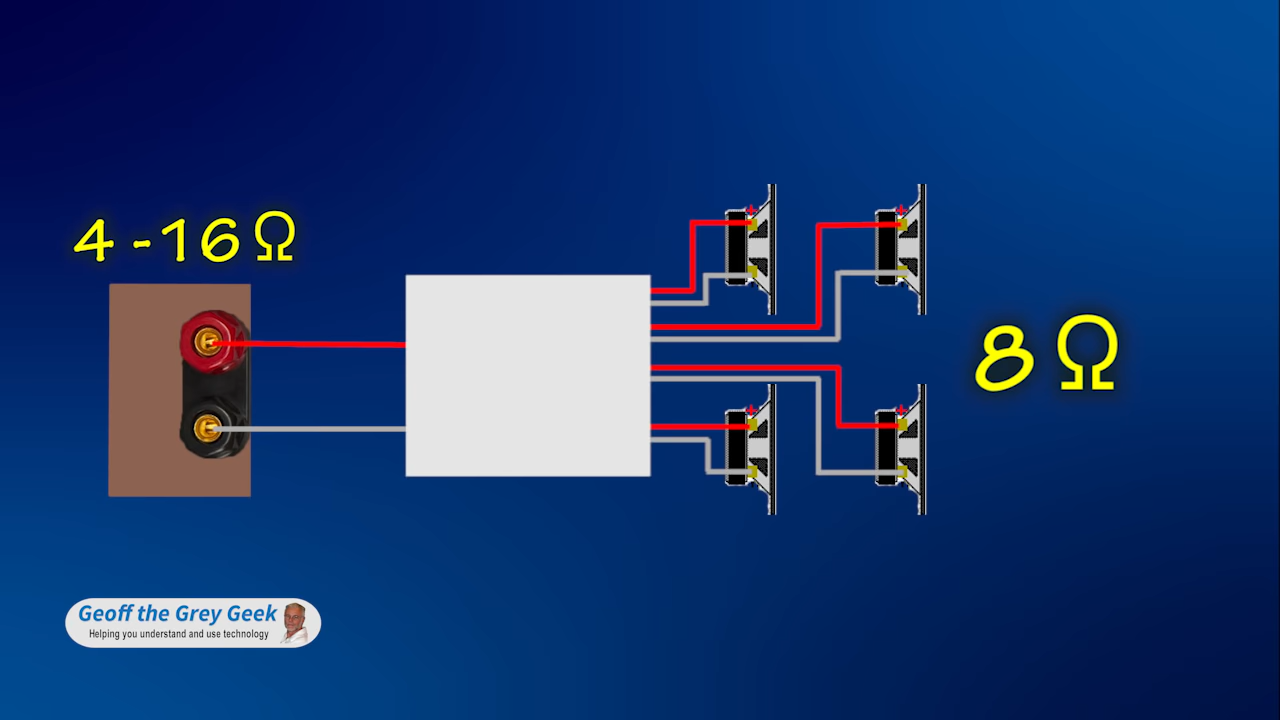 4-16Ω
8Ω
+
+
+
+
Geoff the Grey Geek
Helping you understand and use technology